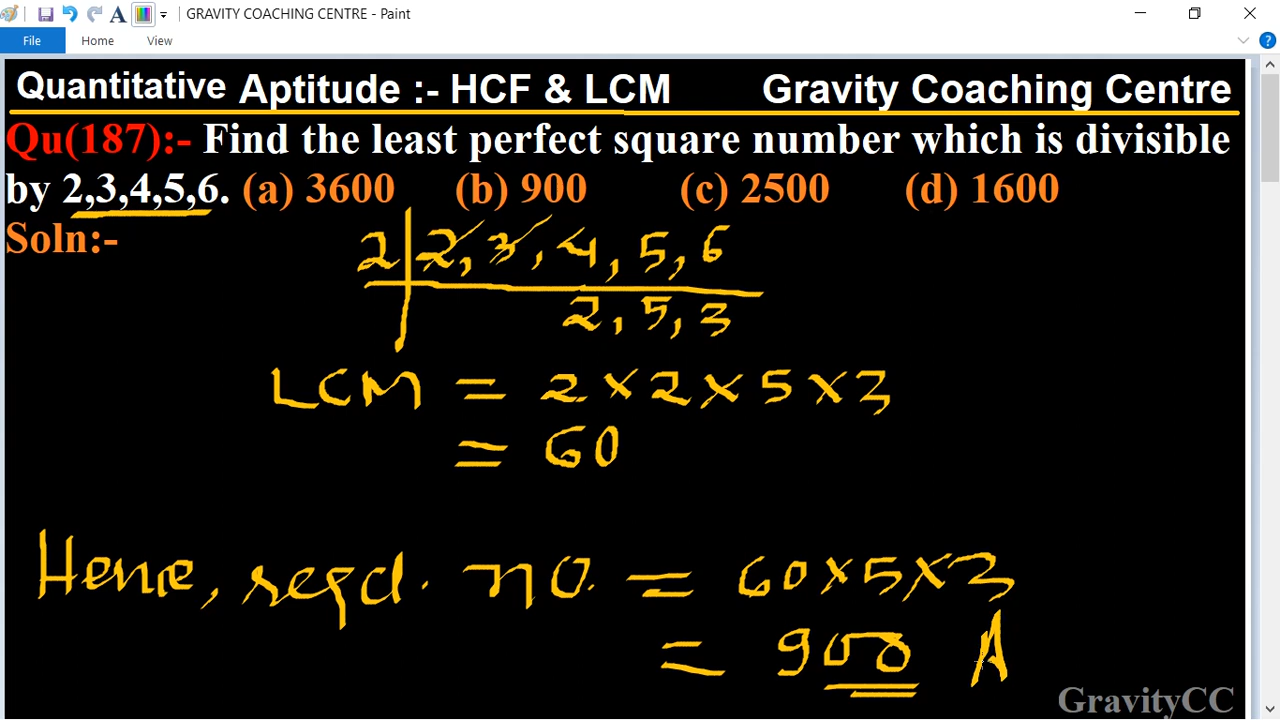 GRAVITY COACHING CENTRE - Paint
File Home View
Quantitative Aptitude :- HCF & LCM Gravity Coaching Centre
Qu(187):- Find the least perfect square number which is divisible
by 2,3,4,5,6. (a) 3600 (b) 900 (c) 2500 (d) 1600
Soln:-
2 | 2, 3, 4, 5, 6
2, 5, 3
LCM = 2 × 2 × 5 × 3
= 60
Hence, reqd. no. = 60 × 5 × 3
= 900 A
GravityCC